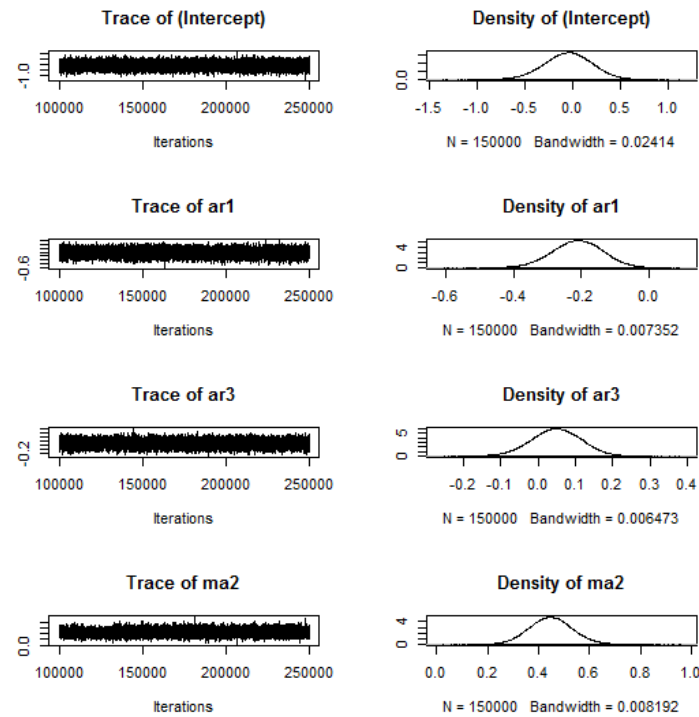 Trace of (Intercept)
Density of (Intercept)
-1.0
0.0
100000 150000 200000 250000
-1.5 -1.0 -0.5 0.0 0.5 1.0
Iterations
N = 150000 Bandwidth = 0.02414
Trace of ar1
Density of ar1
-0.6
0 4
100000 150000 200000 250000
-0.6 -0.4 -0.2 0.0
Iterations
N = 150000 Bandwidth = 0.007352
Trace of ar3
Density of ar3
-0.2
0 5
100000 150000 200000 250000
-0.2 -0.1 0.0 0.1 0.2 0.3 0.4
Iterations
N = 150000 Bandwidth = 0.006473
Trace of ma2
Density of ma2
0.0
0 4
100000 150000 200000 250000
0.0 0.2 0.4 0.6 0.8 1.0
Iterations
N = 150000 Bandwidth = 0.008192